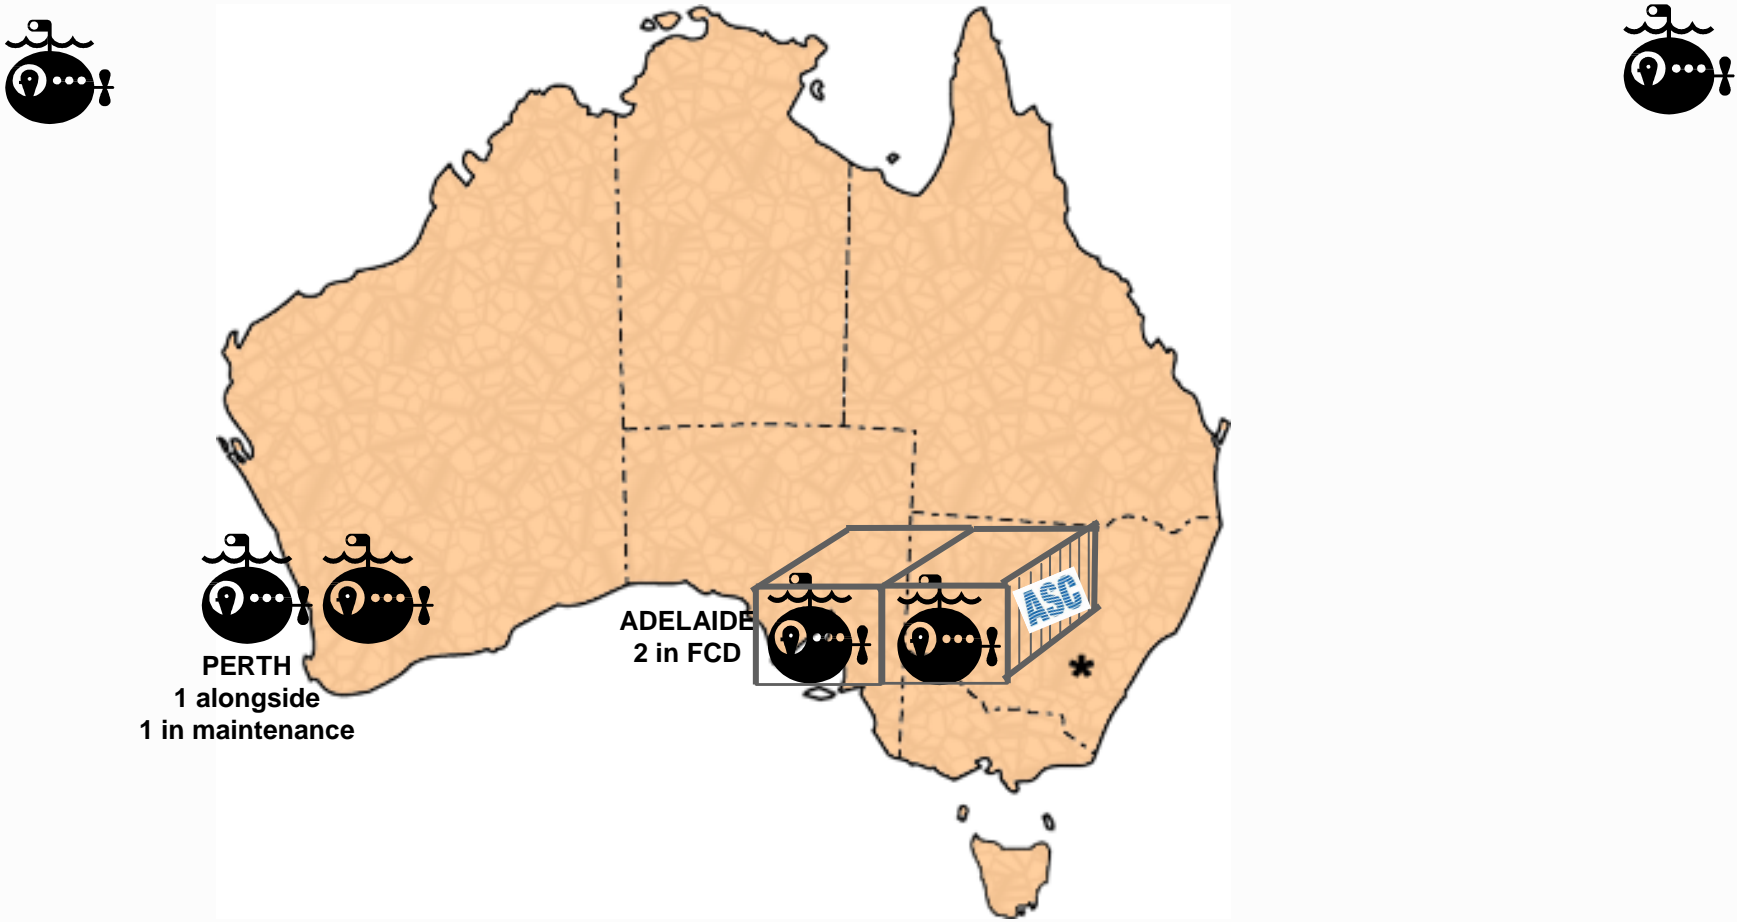 ADELAIDE
2 in FCD
ASC
*
PERTH
1 alongside
1 in maintenance